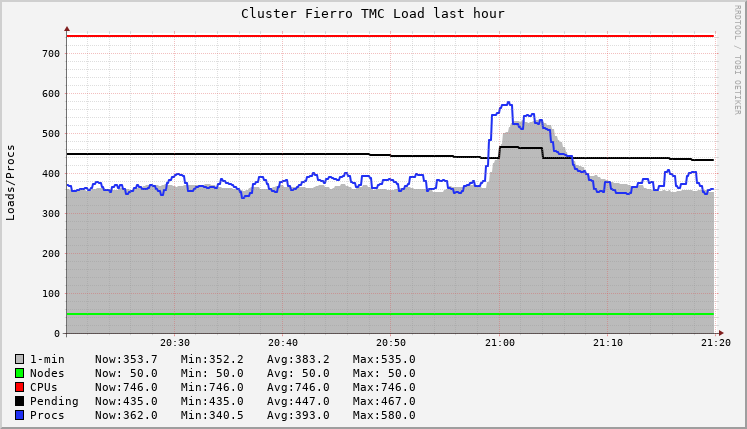 Cluster Fierro TMC Load last hour
RRDTOOL / TOBI OETIKER
Loads/Procs
700
600
500
400
300
200
100
0
20:30 20:40 20:50 21:00 21:10 21:20
1-min Now:353.7 Min:352.2 Avg:383.2 Max:535.0
Nodes Now: 50.0 Min: 50.0 Avg: 50.0 Max: 50.0
CPUs Now:746.0 Min:746.0 Avg:746.0 Max:746.0
Pending Now:435.0 Min:435.0 Avg:447.0 Max:467.0
Procs Now:362.0 Min:340.5 Avg:393.0 Max:580.0